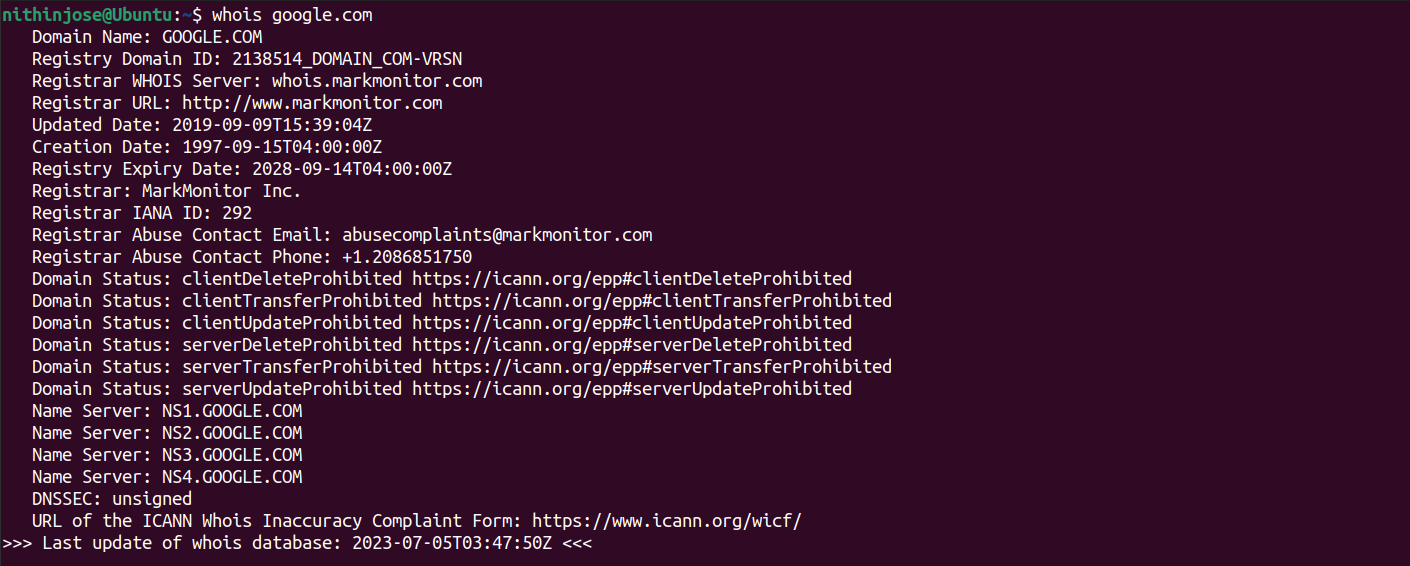 nithinjose@Ubuntu:~$ whois google.com
   Domain Name: GOOGLE.COM
   Registry Domain ID: 2138514_DOMAIN_COM-VRSN
   Registrar WHOIS Server: whois.markmonitor.com
   Registrar URL: http://www.markmonitor.com
   Updated Date: 2019-09-09T15:39:04Z
   Creation Date: 1997-09-15T04:00:00Z
   Registry Expiry Date: 2028-09-14T04:00:00Z
   Registrar: MarkMonitor Inc.
   Registrar IANA ID: 292
   Registrar Abuse Contact Email: abusecomplaints@markmonitor.com
   Registrar Abuse Contact Phone: +1.2086851750
   Domain Status: clientDeleteProhibited https://icann.org/epp#clientDeleteProhibited
   Domain Status: clientTransferProhibited https://icann.org/epp#clientTransferProhibited
   Domain Status: clientUpdateProhibited https://icann.org/epp#clientUpdateProhibited
   Domain Status: serverDeleteProhibited https://icann.org/epp#serverDeleteProhibited
   Domain Status: serverTransferProhibited https://icann.org/epp#serverTransferProhibited
   Domain Status: serverUpdateProhibited https://icann.org/epp#serverUpdateProhibited
   Name Server: NS1.GOOGLE.COM
   Name Server: NS2.GOOGLE.COM
   Name Server: NS3.GOOGLE.COM
   Name Server: NS4.GOOGLE.COM
   DNSSEC: unsigned
   URL of the ICANN Whois Inaccuracy Complaint Form: https://www.icann.org/wicf/
>>> Last update of whois database: 2023-07-05T03:47:50Z <<<